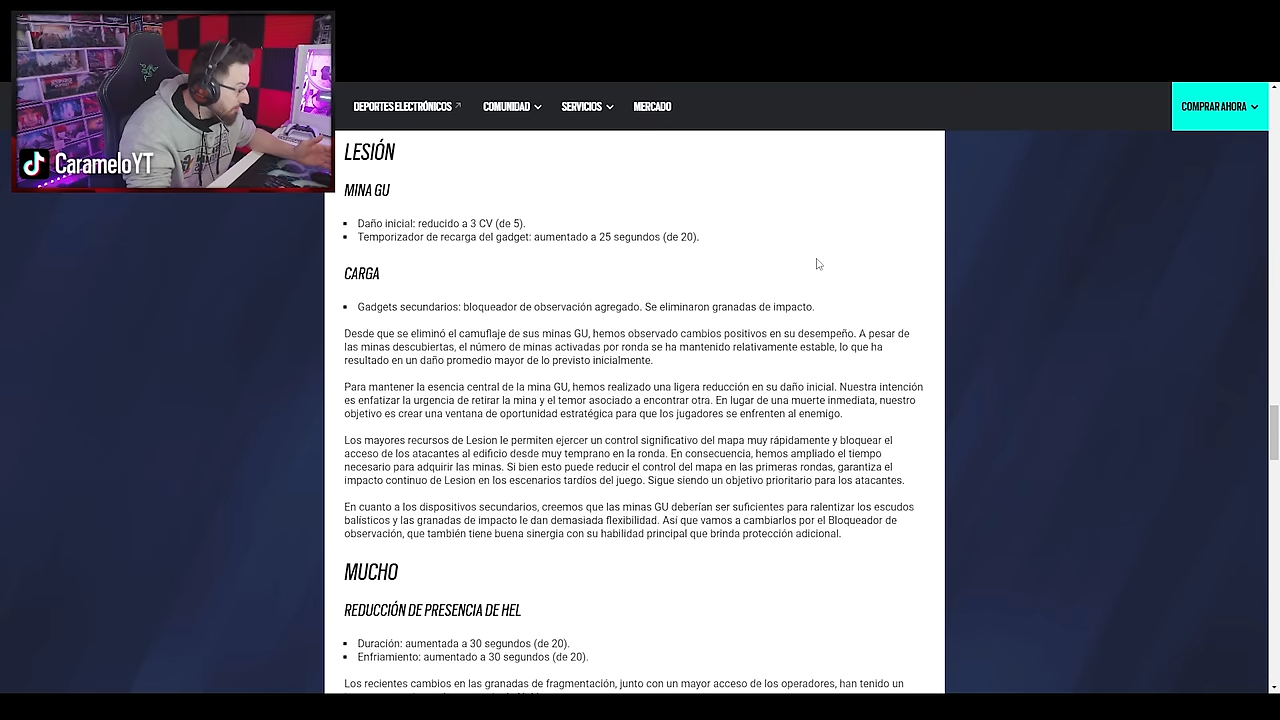 DEPORTES ELECTRÓNICOS COMUNIDAD SERVICIOS MERCADO COMPRAR AHORA
CarameloYT
LESIÓN
MINA GU
Daño inicial: reducido a 3 CV (de 5).
Temporizador de recarga del gadget: aumentado a 25 segundos (de 20).
CARGA
Gadgets secundarios: bloqueador de observación agregado. Se eliminaron granadas de impacto.
Desde que se eliminó el camuflaje de sus minas GU, hemos observado cambios positivos en su desempeño. A pesar de
las minas descubiertas, el número de minas activadas por ronda se ha mantenido relativamente estable, lo que ha
resultado en un daño promedio mayor de lo previsto inicialmente.
Para mantener la esencia central de la mina GU, hemos realizado una ligera reducción en su daño inicial. Nuestra intención
es enfatizar la urgencia de retirar la mina y el temor asociado a encontrar otra. En lugar de una muerte inmediata, nuestro
objetivo es crear una ventana de oportunidad estratégica para que los jugadores se enfrenten al enemigo.
Los mayores recursos de Lesion le permiten ejercer un control significativo del mapa muy rápidamente y bloquear el
acceso de los atacantes al edificio desde muy temprano en la ronda. En consecuencia, hemos ampliado el tiempo
necesario para adquirir las minas. Si bien esto puede reducir el control del mapa en las primeras rondas, garantiza el
impacto continuo de Lesion en los escenarios tardíos del juego. Sigue siendo un objetivo prioritario para los atacantes.
En cuanto a los dispositivos secundarios, creemos que las minas GU deberían ser suficientes para ralentizar los escudos
balísticos y las granadas de impacto le dan demasiada flexibilidad. Así que vamos a cambiarlos por el Bloqueador de
observación, que también tiene buena sinergia con su habilidad principal que brinda protección adicional.
MUCHO
REDUCCIÓN DE PRESENCIA DE HEL
Duración: aumentada a 30 segundos (de 20).
Enfriamiento: aumentado a 30 segundos (de 20).
Los recientes cambios en las granadas de fragmentación, junto con un mayor acceso de los operadores, han tenido un